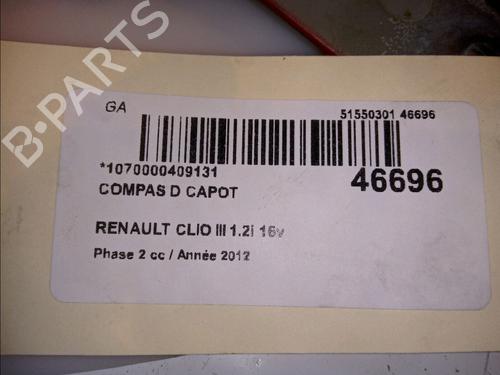 GA
51550301 46696
*1070000409131
46696
COMPAS D CAPOT
RENAULT CLIO III 1.2i 16v
Phase 2 cc / Année 2012
B-PARTS